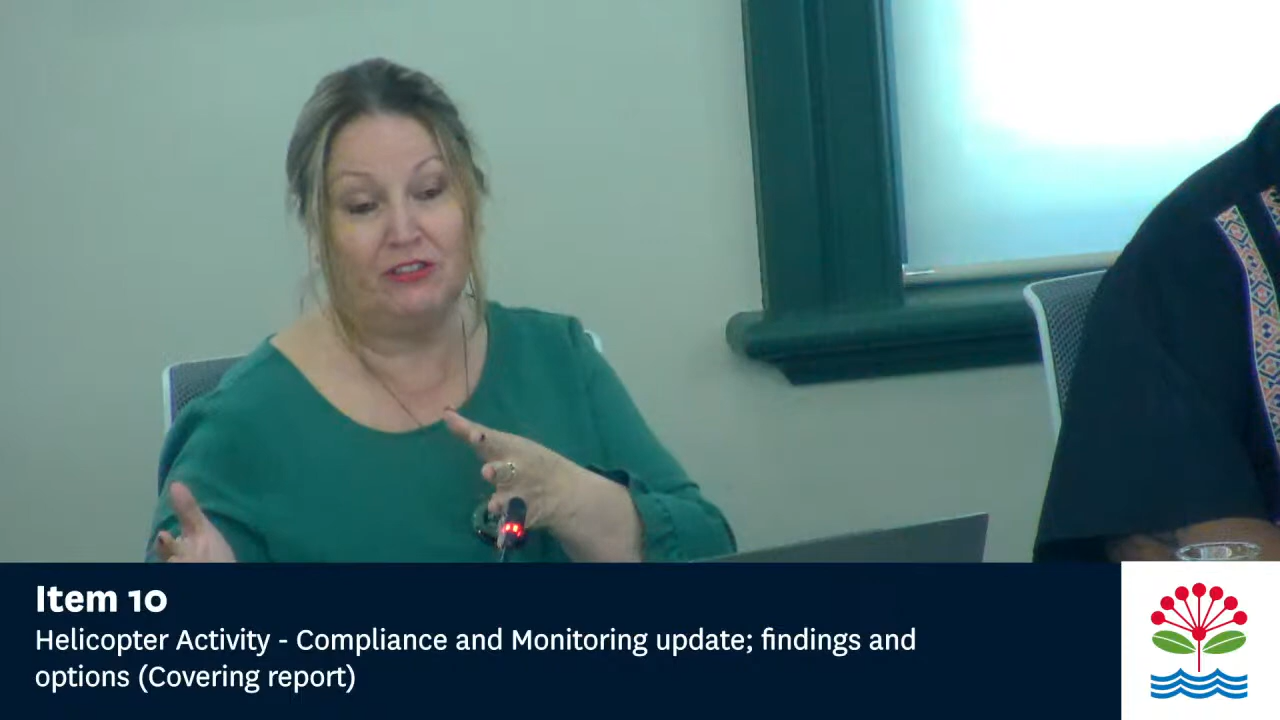 Item 10
Helicopter Activity - Compliance and Monitoring update; findings and
options (Covering report)